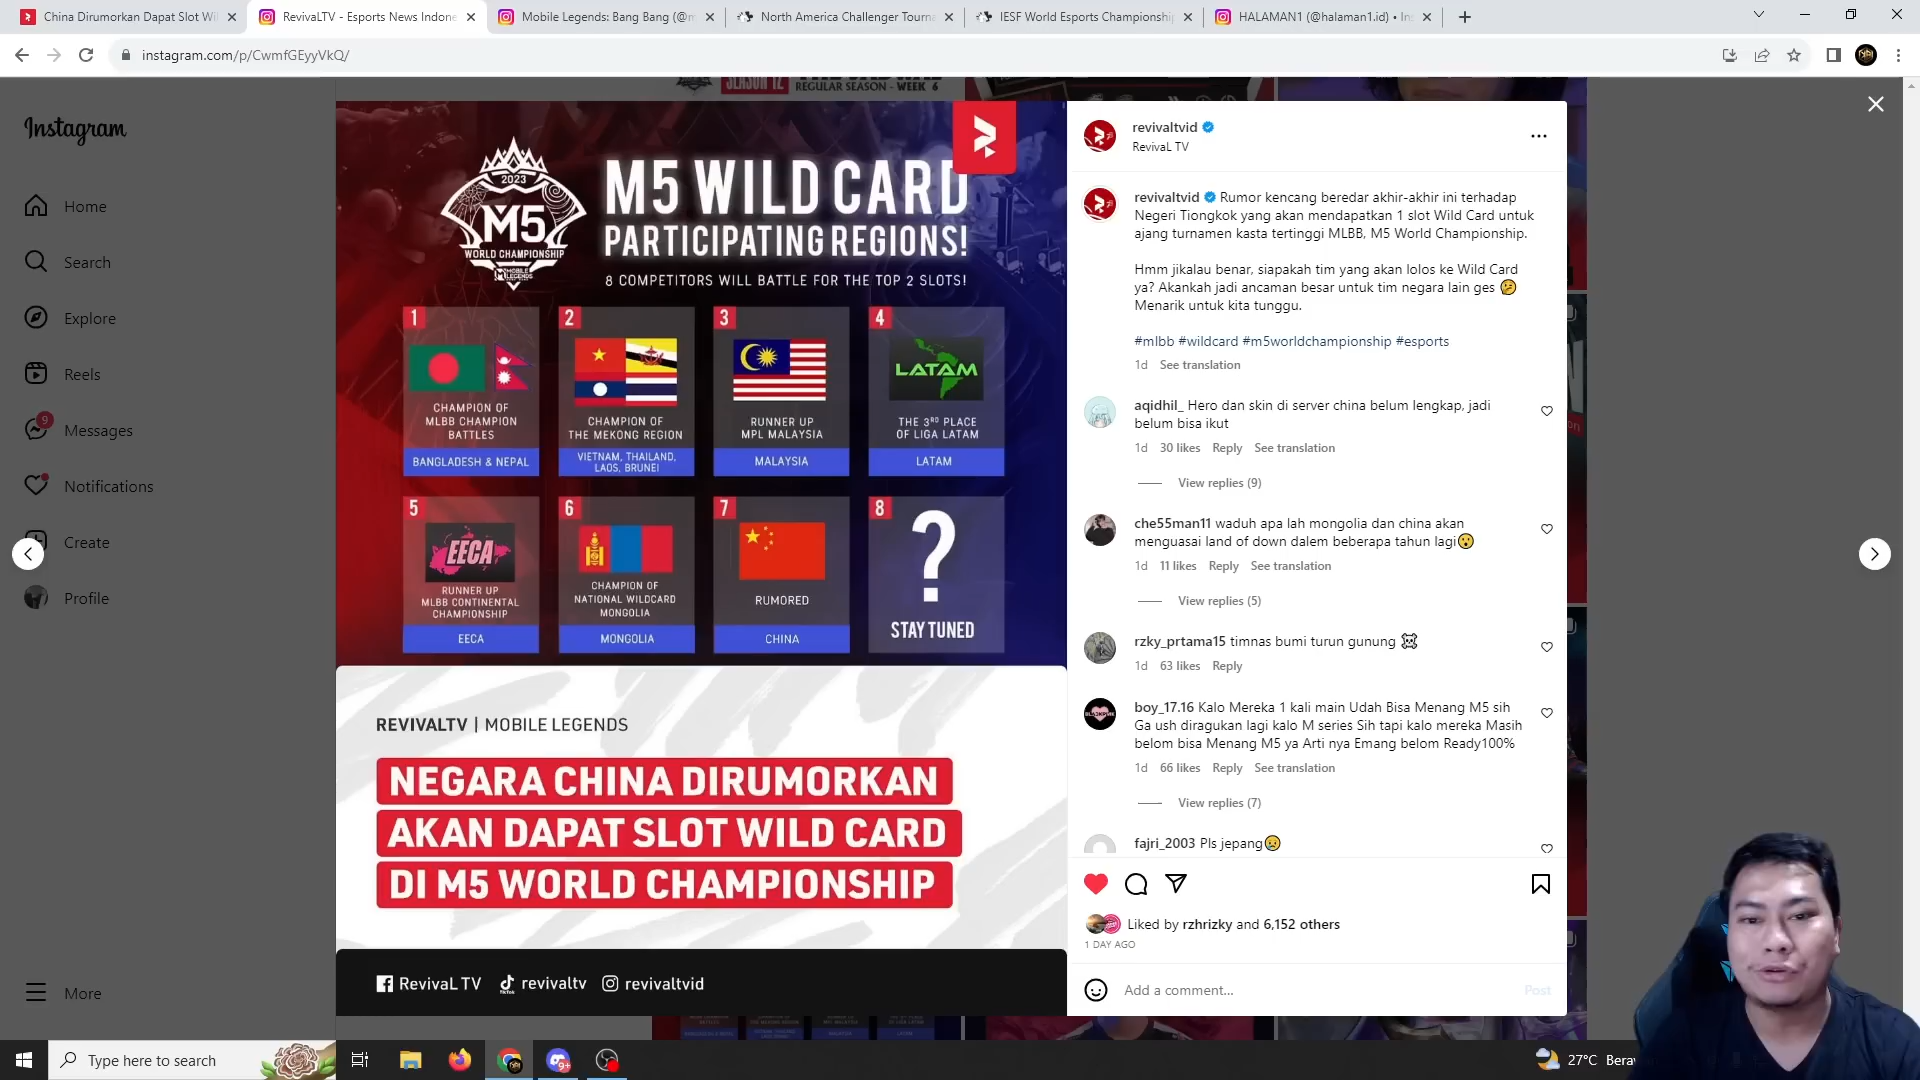 China Dirumorkan Dapat Slot Wi
RevivaLTV - Esports News Indone
Mobile Legends: Bang Bang (@m
North America Challenger Tourna
IESF World Esports Championship
HALAMAN1 (@halaman1.id) • In
instagram.com/p/CwmfGEyyVkQ/
SEASON 12
REGULAR SEASON - WEEK 6
Instagram
Home
Search
Explore
Reels
9
Messages
Notifications
Create
Profile
More
2023
M5
WORLD CHAMPIONSHIP
MOBILE LEGENDS
M5 WILD CARD
PARTICIPATING REGIONS!
8 COMPETITORS WILL BATTLE FOR THE TOP 2 SLOTS!
1
CHAMPION OF
MLBB CHAMPION
BATTLES
BANGLADESH & NEPAL
2
CHAMPION OF
THE MEKONG REGION
VIETNAM, THAILAND,
LAOS, BRUNEI
3
RUNNER UP
MPL MALAYSIA
MALAYSIA
4
LATAM
THE 3RD PLACE
OF LIGA LATAM
LATAM
5
EECA
RUNNER UP
MLBB CONTINENTAL
CHAMPIONSHIP
EECA
6
CHAMPION OF
NATIONAL WILDCARD
MONGOLIA
MONGOLIA
7
RUMORED
CHINA
8
?
STAY TUNED
REVIVALTV | MOBILE LEGENDS
NEGARA CHINA DIRUMORKAN
AKAN DAPAT SLOT WILD CARD
DI M5 WORLD CHAMPIONSHIP
RevivaL TV revivaltv revivaltvid
revivaltvid
RevivaL TV
revivaltvid Rumor kencang beredar akhir-akhir ini terhadap
Negeri Tiongkok yang akan mendapatkan 1 slot Wild Card untuk
ajang turnamen kasta tertinggi MLBB, M5 World Championship.
Hmm jikalau benar, siapakah tim yang akan lolos ke Wild Card
ya? Akankah jadi ancaman besar untuk tim negara lain ges 🤔
Menarik untuk kita tunggu.
#mlbb #wildcard #m5worldchampionship #esports
1d See translation
aqidhil_ Hero dan skin di server china belum lengkap, jadi
belum bisa ikut
1d 30 likes Reply See translation
View replies (9)
che55man11 waduh apa lah mongolia dan china akan
menguasai land of down dalem beberapa tahun lagi😯
1d 11 likes Reply See translation
View replies (5)
rzky_prtama15 timnas bumi turun gunung ☠️
1d 63 likes Reply
boy_17.16 Kalo Mereka 1 kali main Udah Bisa Menang M5 sih
Ga ush diragukan lagi kalo M series Sih tapi kalo mereka Masih
belom bisa Menang M5 ya Arti nya Emang belom Ready100%
1d 66 likes Reply See translation
View replies (7)
fajri_2003 Pls jepang😢
Liked by rzhrizky and 6,152 others
1 DAY AGO
Add a comment...
Post
Type here to search
9+
27°C Bera